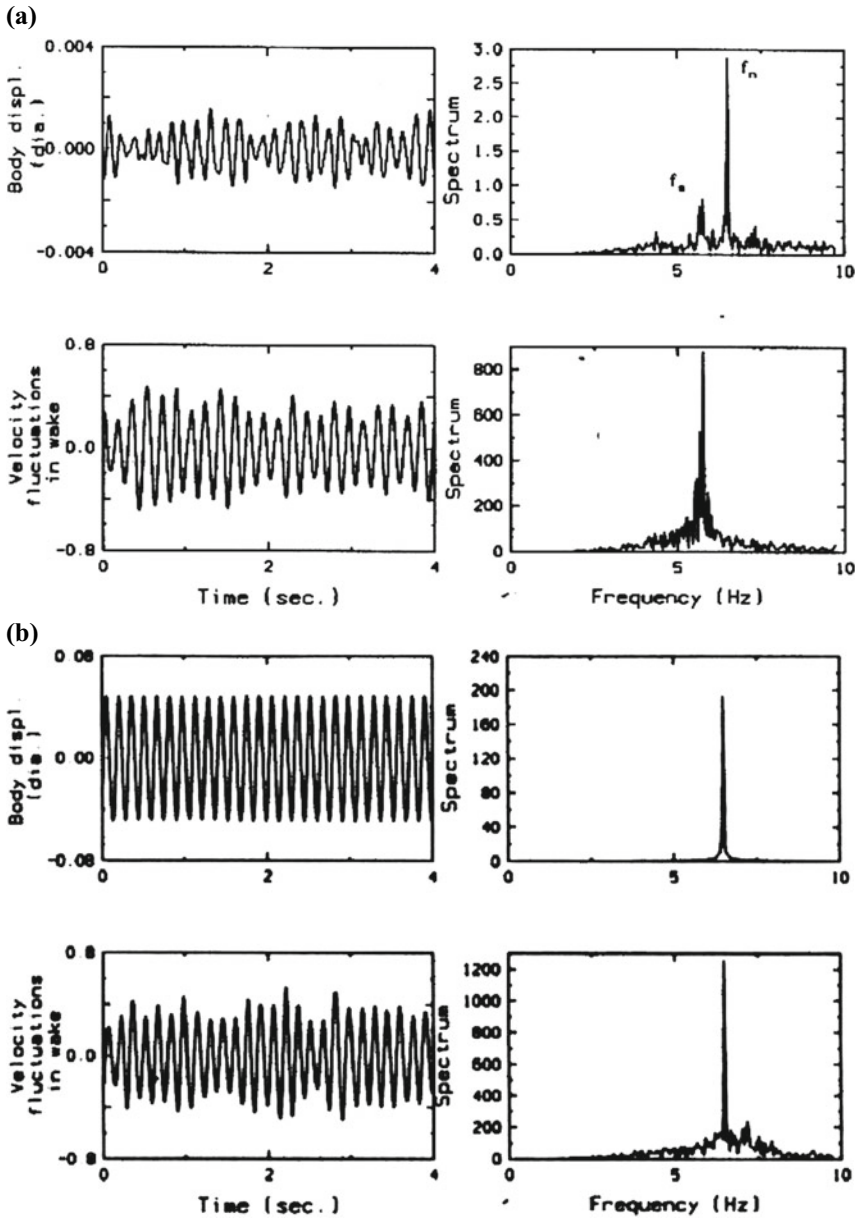 (a)
Body displ.
(dia.)
0.004
0.000
-0.004
0 2 4
Spectrum
3.0
2.5
2.0
1.5
1.0
0.5
0.0
0 5 10
fₙ
fₛ
Velocity
fluctuations
in wake
0.8
0.0
-0.8
0 2 4
Time (sec.)
Spectrum
800
600
400
200
0
0 5 10
Frequency (Hz)
(b)
Body displ.
(dia.)
0.08
0.00
-0.08
0 2 4
Spectrum
240
200
160
120
80
40
0
0 5 10
Velocity
fluctuations
in wake
0.8
0.0
-0.8
0 2 4
Time (sec.)
Spectrum
1200
1000
800
600
400
200
0
0 5 10
Frequency (Hz)